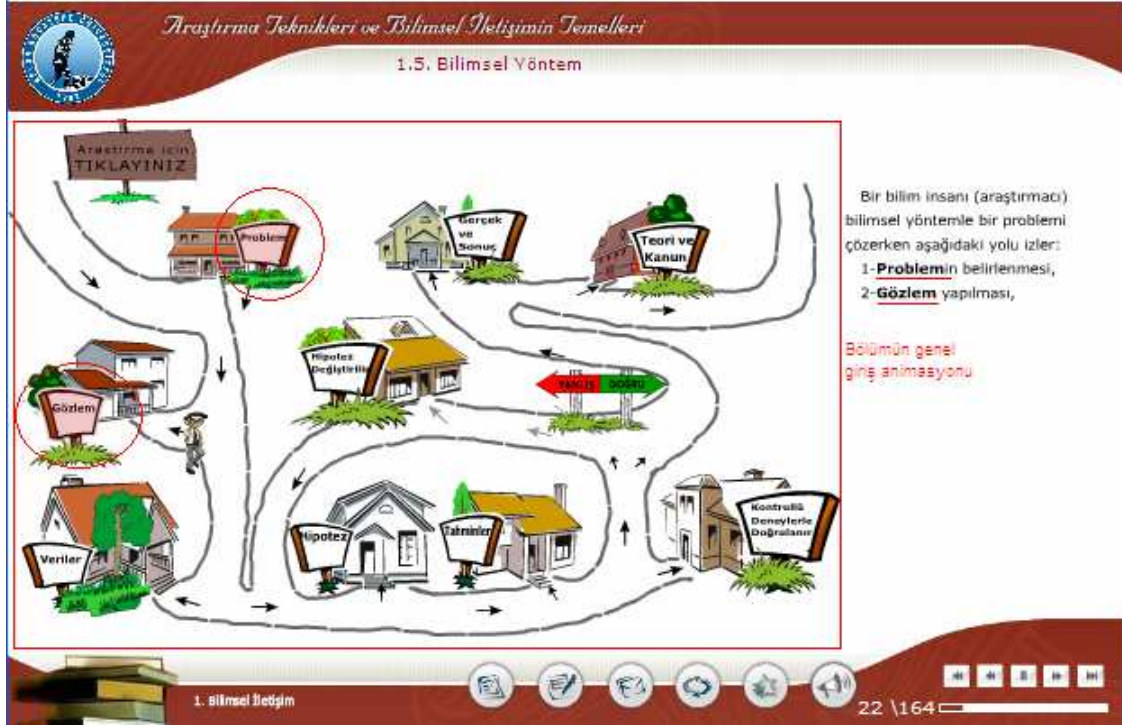 Araştırma Teknikleri ve Bilimsel İletişimin Temelleri
1.5. Bilimsel Yöntem
Araştırma için
TIKLAYINIZ
Problem
Gerçek
ve
Sonuç
Teori ve
Kanun
Bir bilim insanı (araştırmacı)
bilimsel yöntemle bir problemi
çözerken aşağıdaki yolu izler:
1-Problemin belirlenmesi,
2-Gözlem yapılması,
Bölümün genel
giriş animasyonu
Hipotez
Değiştirilir
YANLIŞ DOĞRU
Gözlem
Veriler
Hipotez
Tahminler
Kontrollü
Deneylerle
Doğrulanır
1. Bilimsel İletişim
22 \164